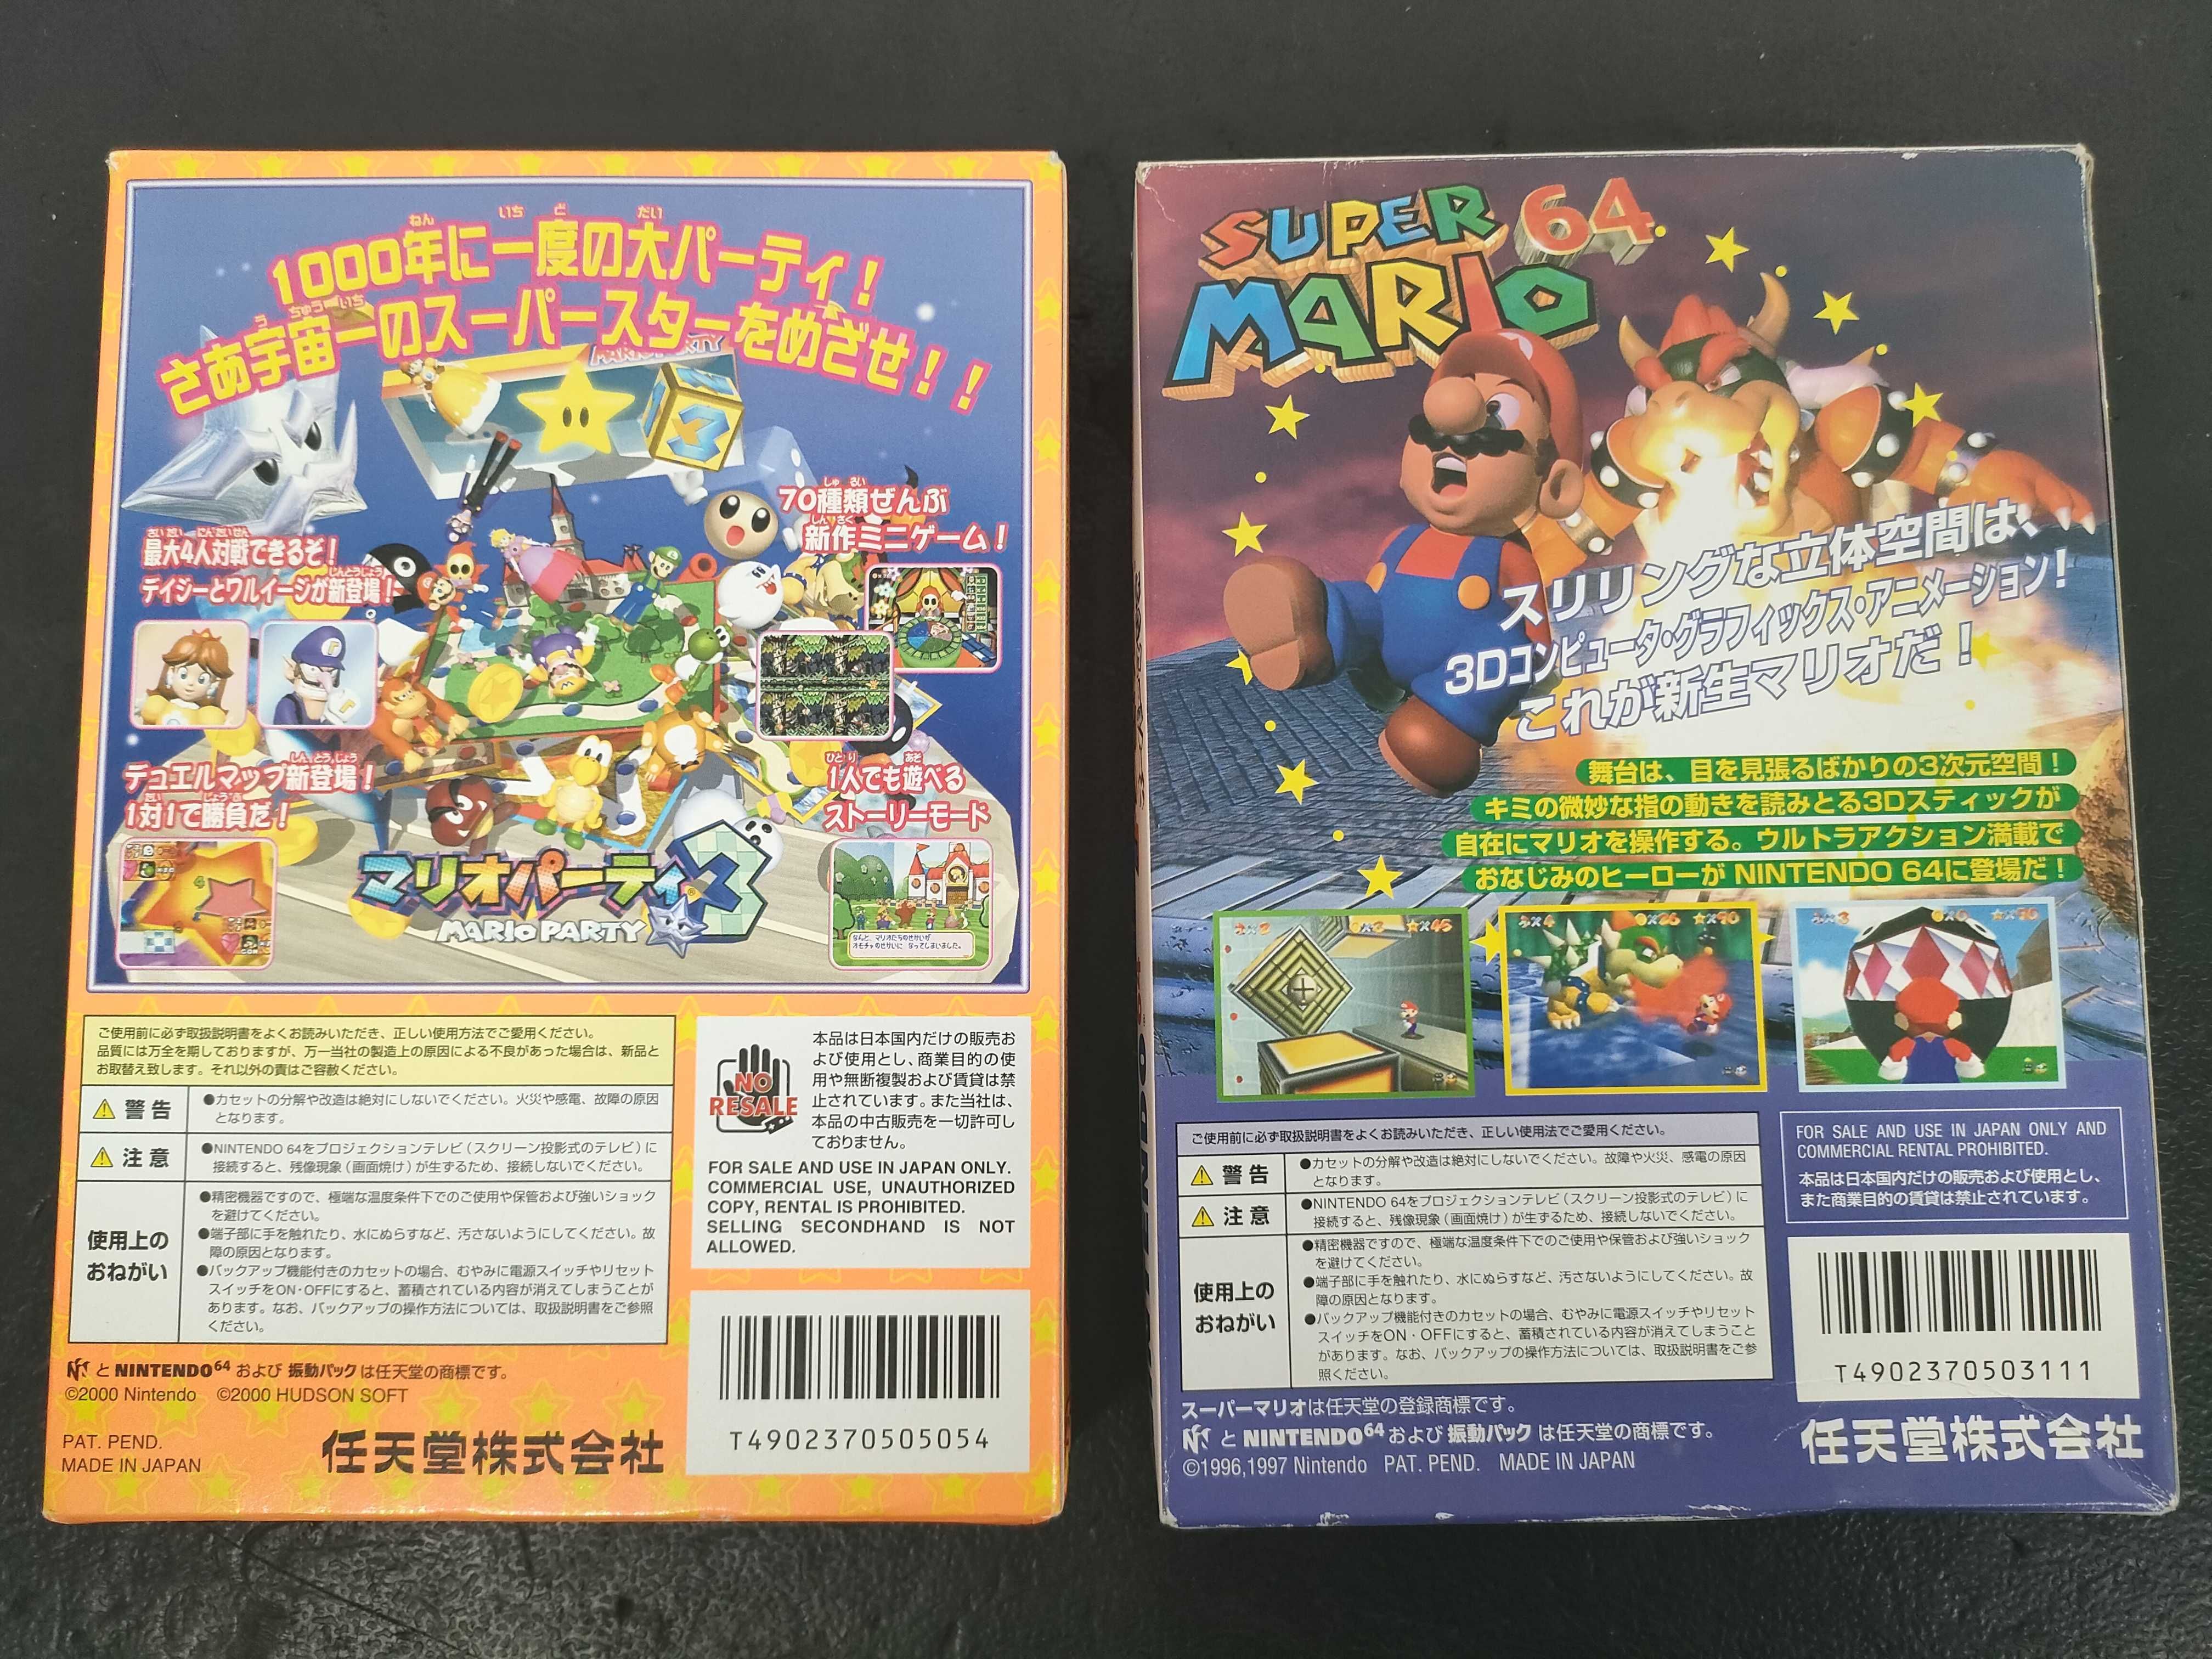 1000年に一度の大パーティ!
さあ宇宙一のスーパースターをめざせ!!
MARIO PARTY
3
最大4人対戦できるぞ!
デイジーとワルイージが新登場!
70種類ぜんぶ
新作ミニゲーム!
デュエルマップ新登場!
1対1で勝負だ!
1人でも遊べる
ストーリーモード
なんと、マリオたちのせかいが
オモチャのせかいに なってしまいました。
マリオパーティ3
MARIO PARTY
ご使用前に必ず取扱説明書をよくお読みいただき、正しい使用方法でご愛用ください。
品質には万全を期しておりますが、万一当社の製造上の原因による不良があった場合は、新品と
お取替え致します。それ以外の責はご容赦ください。
警告
●カセットの分解や改造は絶対にしないでください。火災や感電、故障の原因
となります。
注意
●NINTENDO 64をプロジェクションテレビ(スクリーン投影式のテレビ)に
接続すると、残像現象(画面焼け)が生ずるため、接続しないでください。
使用上の
おねがい
●精密機器ですので、極端な温度条件下でのご使用や保管および強いショック
を避けてください。
●端子部に手を触れたり、水にぬらすなど、汚さないようにしてください。故
障の原因となります。
●バックアップ機能付きのカセットの場合、むやみに電源スイッチやリセット
スイッチをON・OFFにすると、蓄積されている内容が消えてしまうことが
あります。なお、バックアップの操作方法については、取扱説明書をご参照
ください。
と NINTENDO64 および 振動パック は任天堂の商標です。
©2000 Nintendo ©2000 HUDSON SOFT
PAT. PEND.
MADE IN JAPAN
任天堂株式会社
NO
RESALE
本品は日本国内だけの販売お
よび使用とし、商業目的の使
用や無断複製および賃貸は禁
止されています。また当社は、
本品の中古販売を一切許可し
ておりません。
FOR SALE AND USE IN JAPAN ONLY.
COMMERCIAL USE, UNAUTHORIZED
COPY, RENTAL IS PROHIBITED.
SELLING SECONDHAND IS NOT
ALLOWED.
T4902370505054
SUPER
MARIO
64
スリリングな立体空間は、
3Dコンピュータ・グラフィックス・アニメーション!
これが新生マリオだ!
舞台は、目を見張るばかりの3次元空間!
キミの微妙な指の動きを読みとる3Dスティックが
自在にマリオを操作する。ウルトラアクション満載で
おなじみのヒーローが NINTENDO 64に登場だ!
ご使用前に必ず取扱説明書をよくお読みいただき、正しい使用法でご愛用ください。
警告
●カセットの分解や改造は絶対にしないでください。故障や火災、感電の原因
となります。
注意
●NINTENDO 64をプロジェクションテレビ(スクリーン投影式のテレビ)に
接続すると、残像現象(画面焼け)が生ずるため、接続しないでください。
使用上の
おねがい
●精密機器ですので、極端な温度条件下でのご使用や保管および強いショック
を避けてください。
●端子部に手を触れたり、水にぬらすなど、汚さないようにしてください。故
障の原因となります。
●バックアップ機能付きのカセットの場合、むやみに電源スイッチやリセット
スイッチをON・OFFにすると、蓄積されている内容が消えてしまうこと
があります。なお、バックアップの操作方法については、取扱説明書をご参
照ください。
スーパーマリオは任天堂の登録商標です。
と NINTENDO64 および 振動パック は任天堂の商標です。
©1996,1997 Nintendo PAT. PEND. MADE IN JAPAN
FOR SALE AND USE IN JAPAN ONLY AND
COMMERCIAL RENTAL PROHIBITED.
本品は日本国内だけの販売および使用とし、
また商業目的の賃貸は禁止されています。
T4902370503111
任天堂株式会社